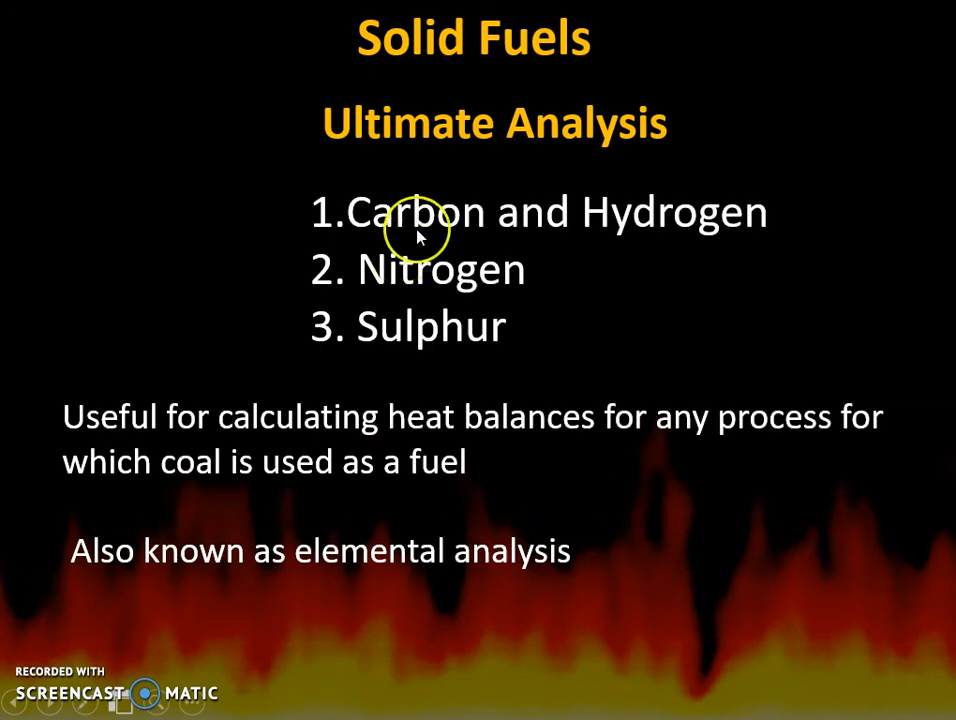 Solid Fuels
Ultimate Analysis
1.Carbon and Hydrogen
2. Nitrogen
3. Sulphur
Useful for calculating heat balances for any process for
which coal is used as a fuel
Also known as elemental analysis
RECORDED WITH
SCREENCAST MATIC